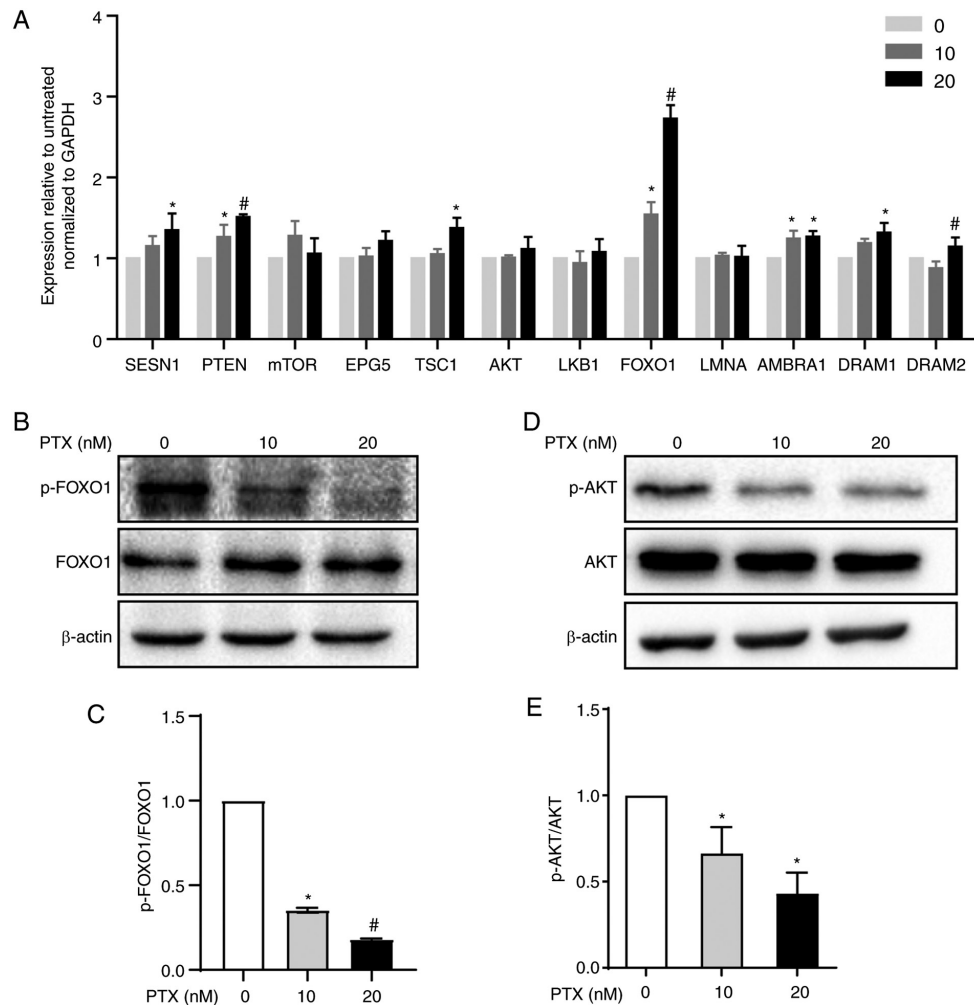 A
4
3
2
1
0
Expression relative to untreated
normalized to GAPDH
0
10
20
* * # * * # * * * #
SESN1 PTEN mTOR EPG5 TSC1 AKT LKB1 FOXO1 LMNA AMBRA1 DRAM1 DRAM2
B
PTX (nM) 0 10 20
p-FOXO1
FOXO1
β-actin
D
PTX (nM) 0 10 20
p-AKT
AKT
β-actin
C
1.5
1.0
0.5
0.0
p-FOXO1/FOXO1
* #
PTX (nM) 0 10 20
E
1.5
1.0
0.5
0.0
p-AKT/AKT
* *
PTX (nM) 0 10 20